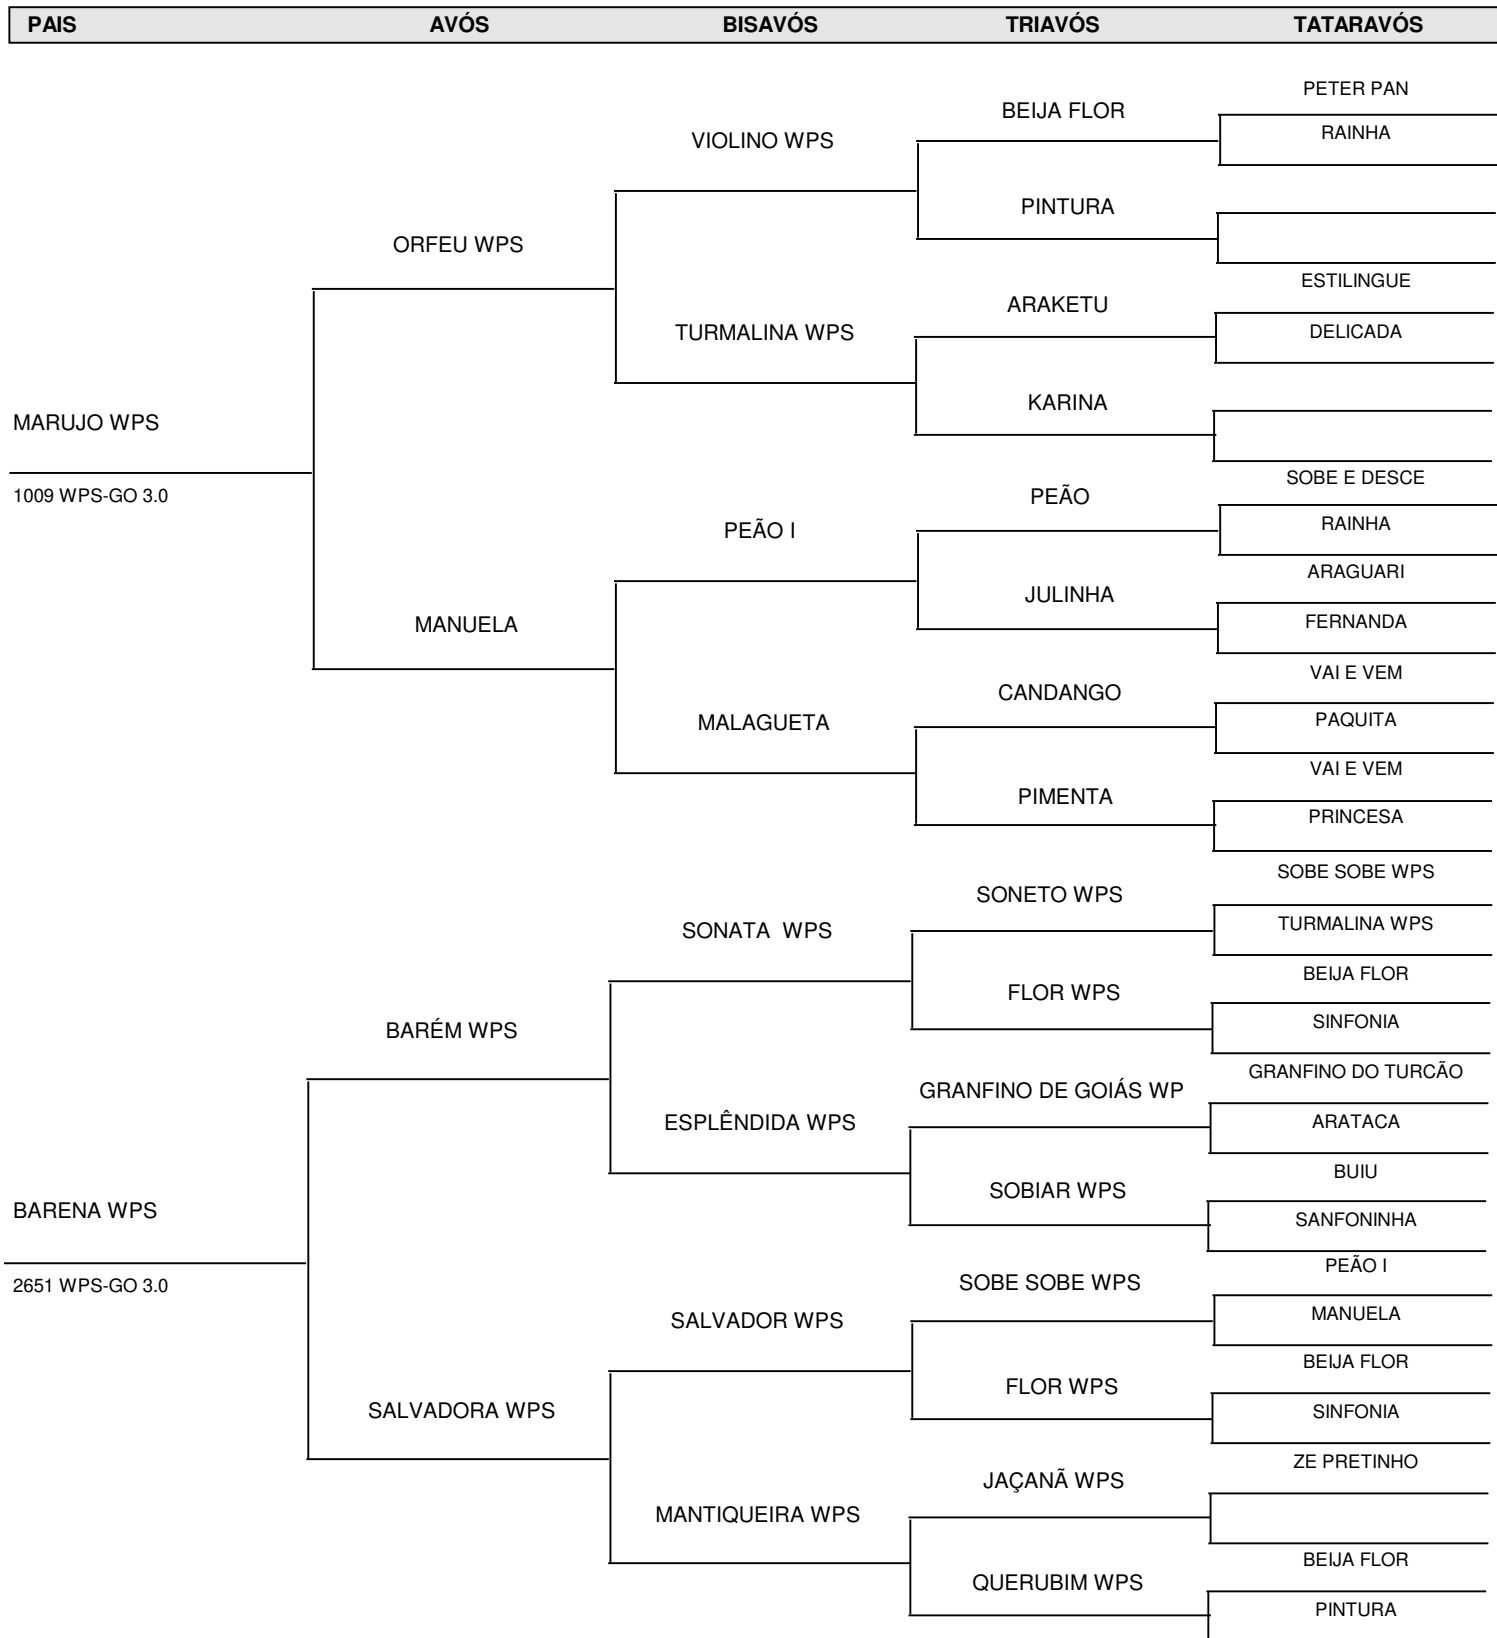 PAIS AVÓS BISAVÓS TRIAVÓS TATARAVÓS
PETER PAN
BEIJA FLOR
RAINHA
VIOLINO WPS
PINTURA
ORFEU WPS
ESTILINGUE
ARAKETU
DELICADA
TURMALINA WPS
KARINA
MARUJO WPS
SOBE E DESCE
1009 WPS-GO 3.0
PEÃO
RAINHA
PEÃO I
ARAGUARI
JULINHA
FERNANDA
MANUELA
VAI E VEM
CANDANGO
PAQUITA
MALAGUETA
VAI E VEM
PIMENTA
PRINCESA
SOBE SOBE WPS
SONETO WPS
TURMALINA WPS
SONATA WPS
BEIJA FLOR
FLOR WPS
SINFONIA
BARÉM WPS
GRANFINO DO TURCÃO
GRANFINO DE GOIÁS WP
ARATACA
ESPLÊNDIDA WPS
BUIU
SOBIAR WPS
BARENA WPS
SANFONINHA
PEÃO I
2651 WPS-GO 3.0
SOBE SOBE WPS
MANUELA
SALVADOR WPS
BEIJA FLOR
FLOR WPS
SALVADORA WPS
SINFONIA
ZE PRETINHO
JAÇANÃ WPS
MANTIQUEIRA WPS
BEIJA FLOR
QUERUBIM WPS
PINTURA